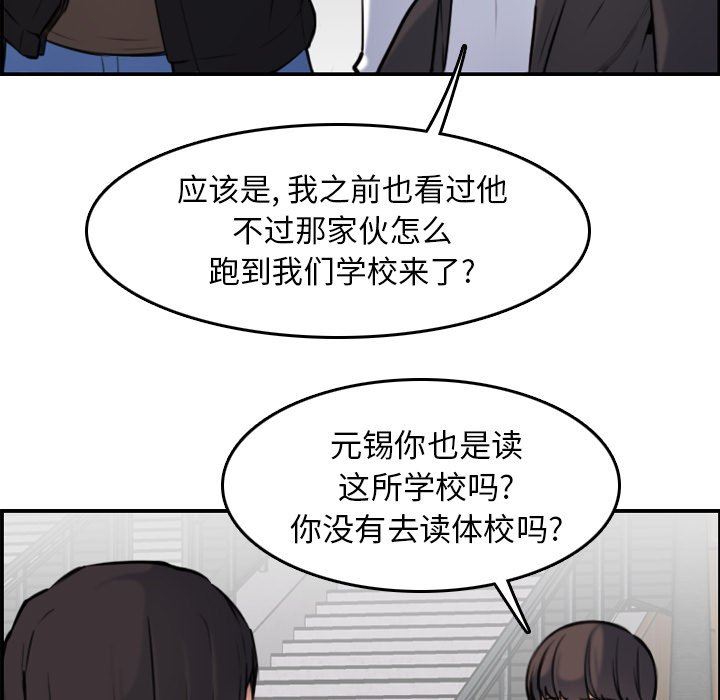 应该是, 我之前也看过他
不过那家伙怎么
跑到我们学校来了?
元锡你也是读
这所学校吗?
你没有去读体校吗?